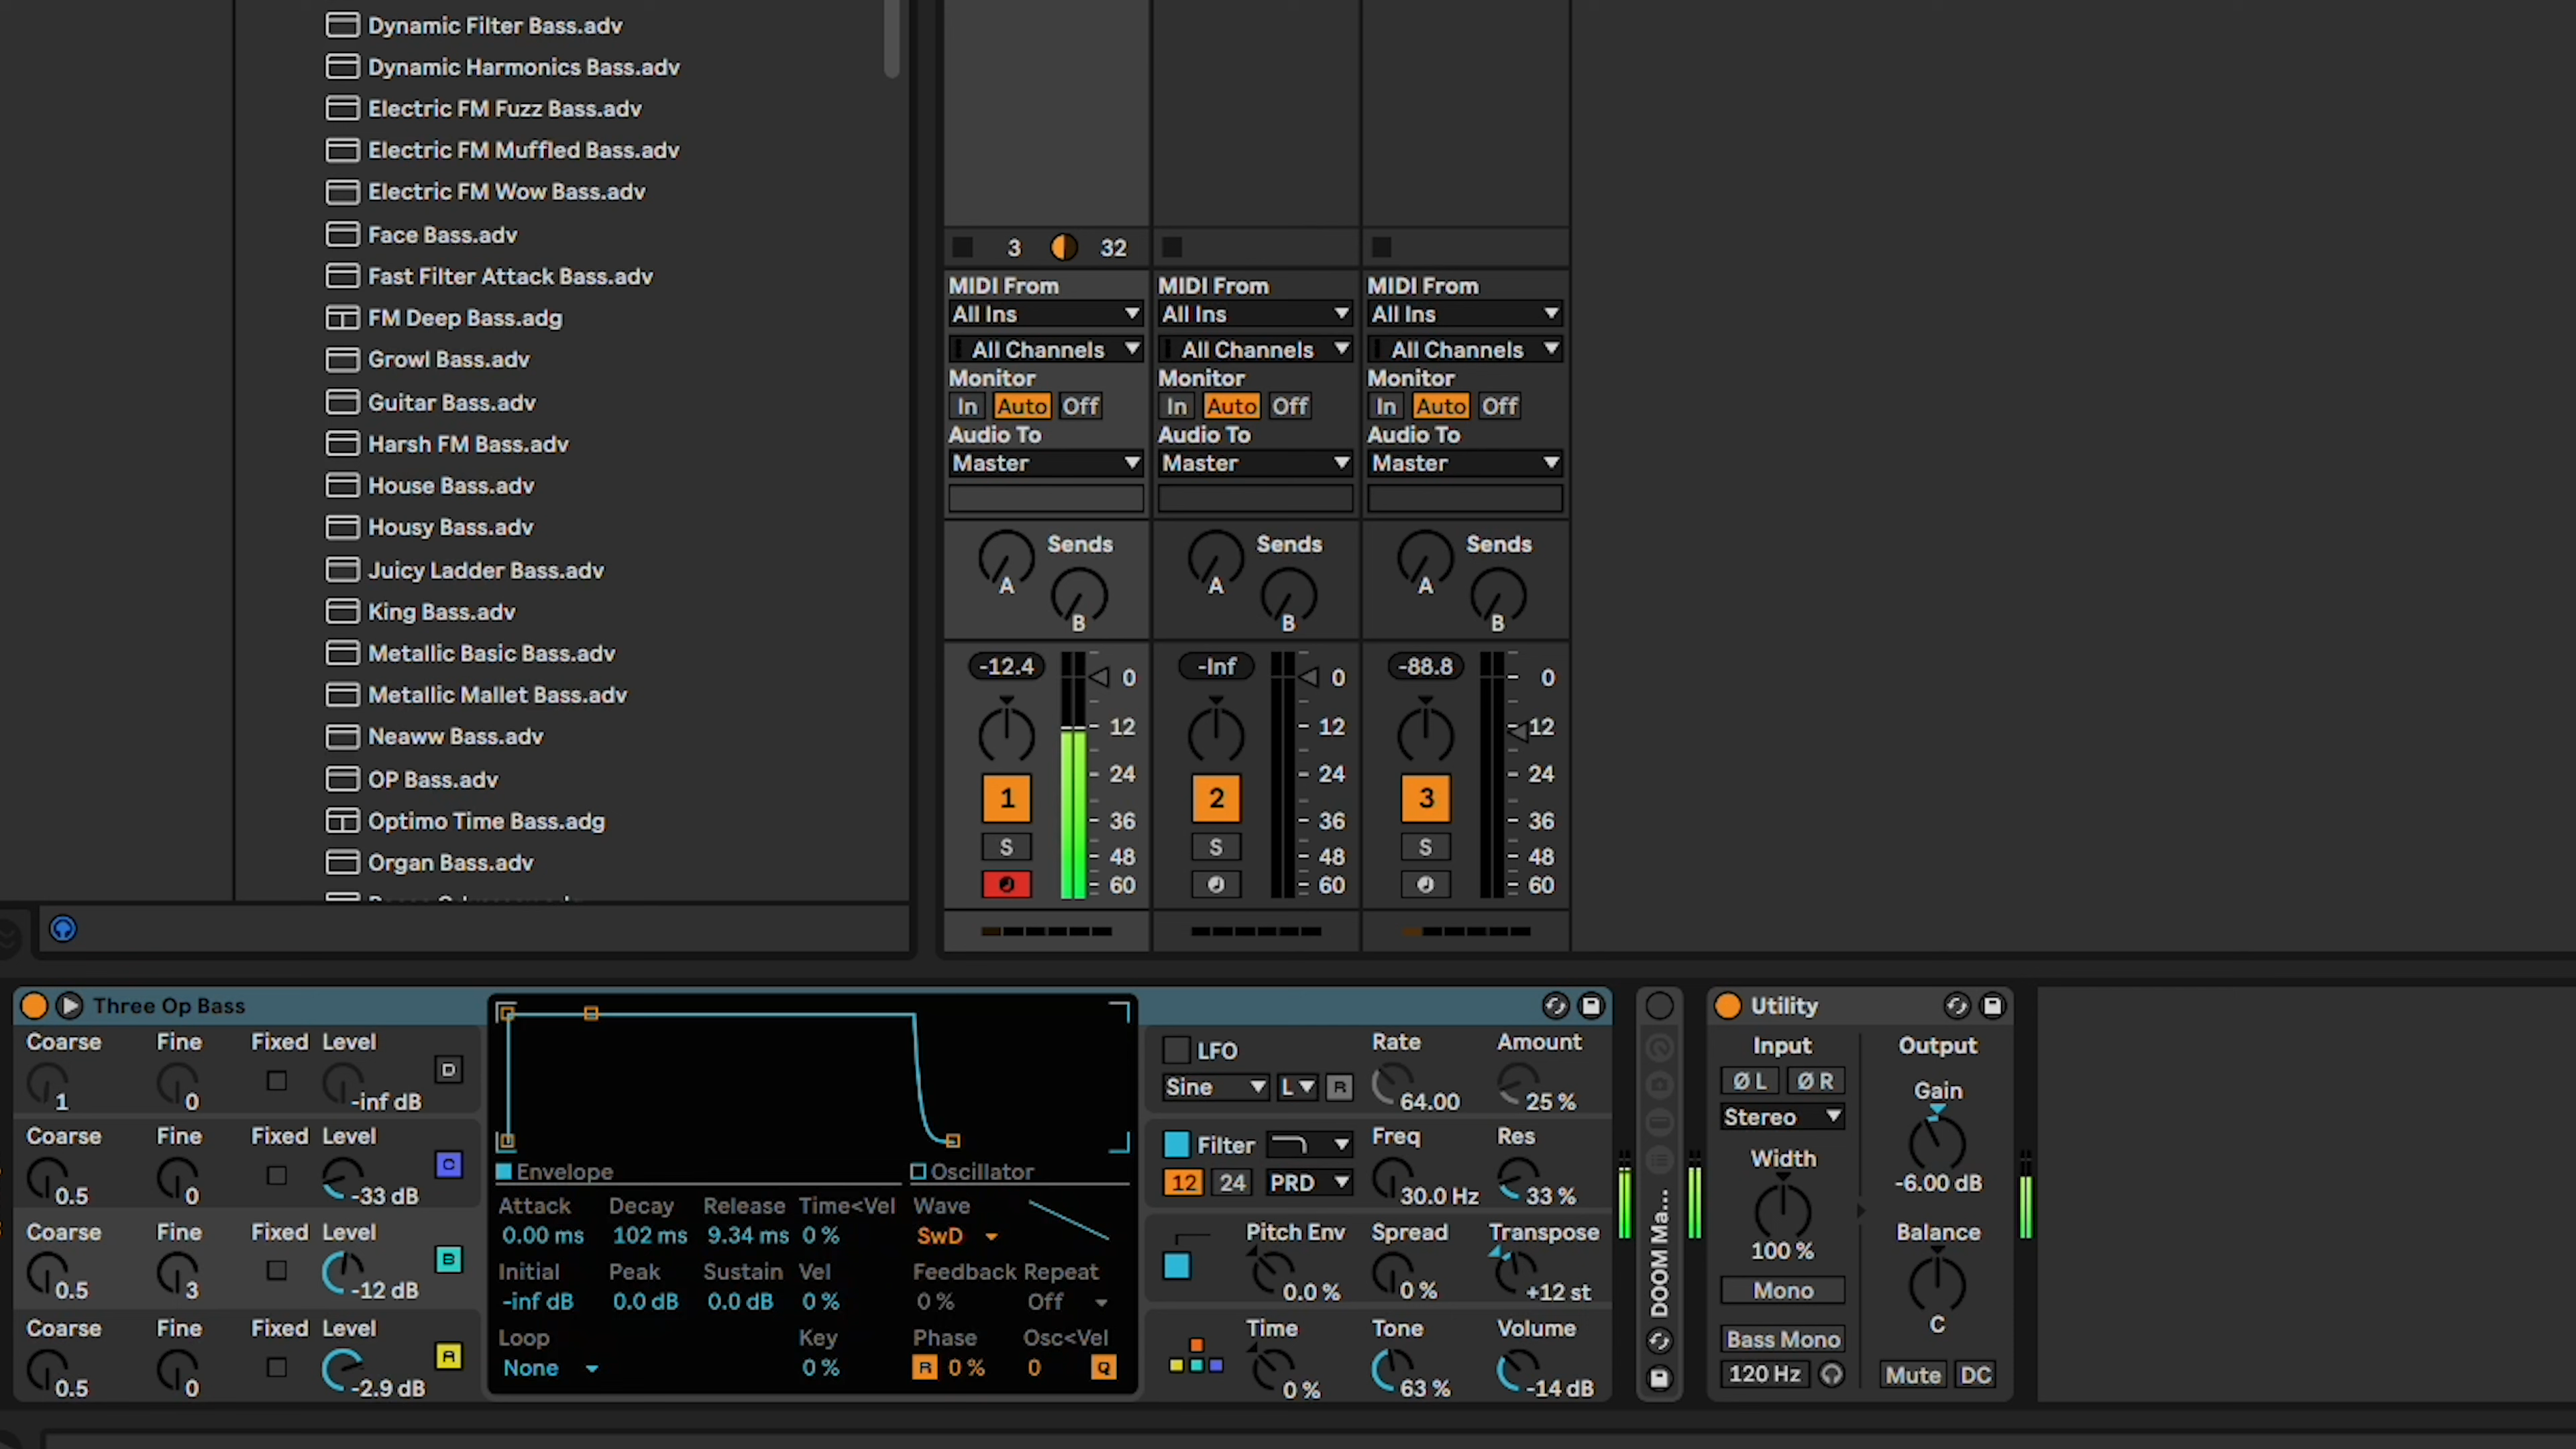 Dynamic Filter Bass.adv
Dynamic Harmonics Bass.adv
Electric FM Fuzz Bass.adv
Electric FM Muffled Bass.adv
Electric FM Wow Bass.adv
Face Bass.adv
Fast Filter Attack Bass.adv
FM Deep Bass.adg
Growl Bass.adv
Guitar Bass.adv
Harsh FM Bass.adv
House Bass.adv
Housy Bass.adv
Juicy Ladder Bass.adv
King Bass.adv
Metallic Basic Bass.adv
Metallic Mallet Bass.adv
Neaww Bass.adv
OP Bass.adv
Optimo Time Bass.adg
Organ Bass.adv
3 32
MIDI From MIDI From MIDI From
All Ins All Ins All Ins
All Channels All Channels All Channels
Monitor Monitor Monitor
In Auto Off In Auto Off In Auto Off
Audio To Audio To Audio To
Master Master Master
Sends Sends Sends
A A A
B B B
-12.4 0 -Inf 0 -88.8 0
12 12 12
24 24 24
1 2 3
36 36 36
S S S
48 48 48
60 60 60
Three Op Bass
Coarse Fine Fixed Level
1 0 -inf dB D
Coarse Fine Fixed Level
0.5 0 -33 dB C
Coarse Fine Fixed Level
0.5 3 -12 dB B
Coarse Fine Fixed Level
0.5 0 -2.9 dB A
Envelope Oscillator
Attack Decay Release Time<Vel Wave
0.00 ms 102 ms 9.34 ms 0 % SwD
Initial Peak Sustain Vel Feedback Repeat
-inf dB 0.0 dB 0.0 dB 0 % 0 % Off
Loop Key Phase Osc<Vel
None 0 % R 0 % 0 Q
LFO Rate Amount
Sine L R 64.00 25 %
Filter Freq Res
12 24 PRD 30.0 Hz 33 %
Pitch Env Spread Transpose
0.0 % 0 % +12 st
Time Tone Volume
0 % 63 % -14 dB
DOOM Ma...
Utility
Input Output
Ø L Ø R Gain
Stereo
Width -6.00 dB
Balance
100 %
Mono C
Bass Mono
120 Hz Mute DC